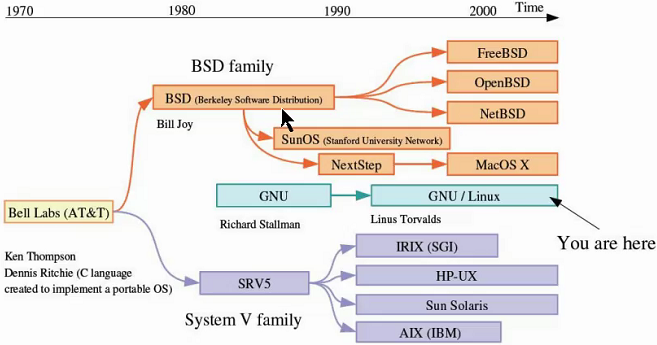 1970
1980
1990
2000
Time
BSD family
FreeBSD
OpenBSD
BSD (Berkeley Software Distribution)
NetBSD
Bill Joy
SunOS (Stanford University Network)
NextStep
MacOS X
GNU
GNU / Linux
Bell Labs (AT&T)
Richard Stallman
Linus Torvalds
You are here
IRIX (SGI)
Ken Thompson
Dennis Ritchie (C language
created to implement a portable OS)
SRV5
HP-UX
Sun Solaris
System V family
AIX (IBM)